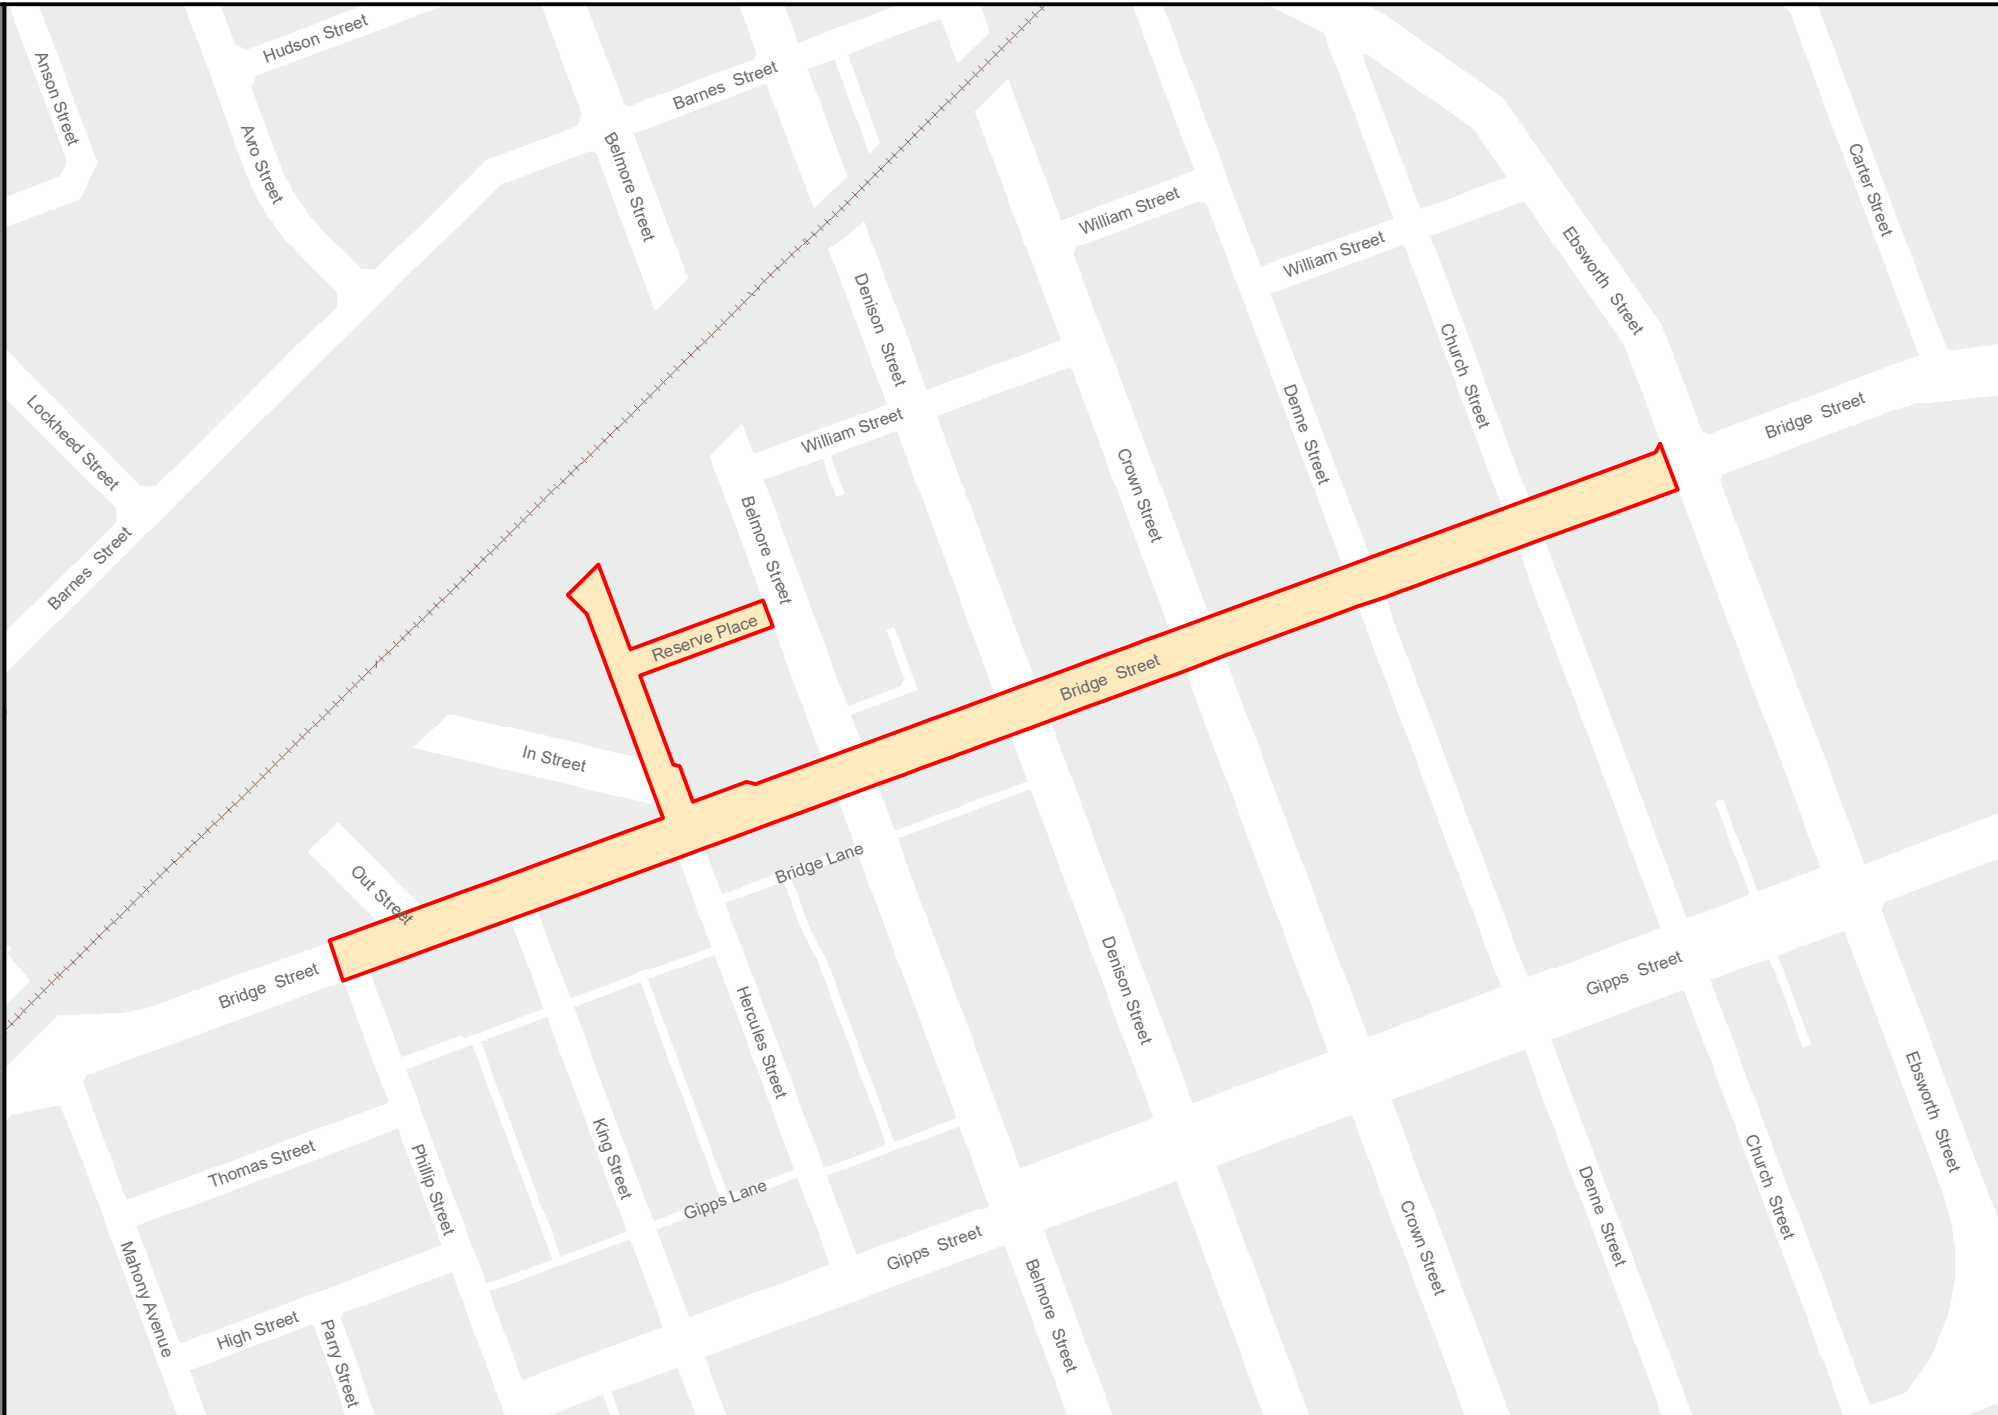 Hudson Street
Anson Street
Barnes Street
Avro Street
Belmore Street
Carter Street
William Street
William Street
Ebsworth Street
Denison Street
Church Street
William Street
Denne Street
Bridge Street
Lockheed Street
Crown Street
Belmore Street
Barnes Street
Reserve Place
Bridge Street
In Street
Bridge Lane
Out Street
Bridge Street
Denison Street
Gipps Street
Hercules Street
Ebsworth Street
Thomas Street
Phillip Street
King Street
Gipps Lane
Church Street
Denne Street
Gipps Street
Crown Street
Mahony Avenue
High Street
Belmore Street
Parry Street